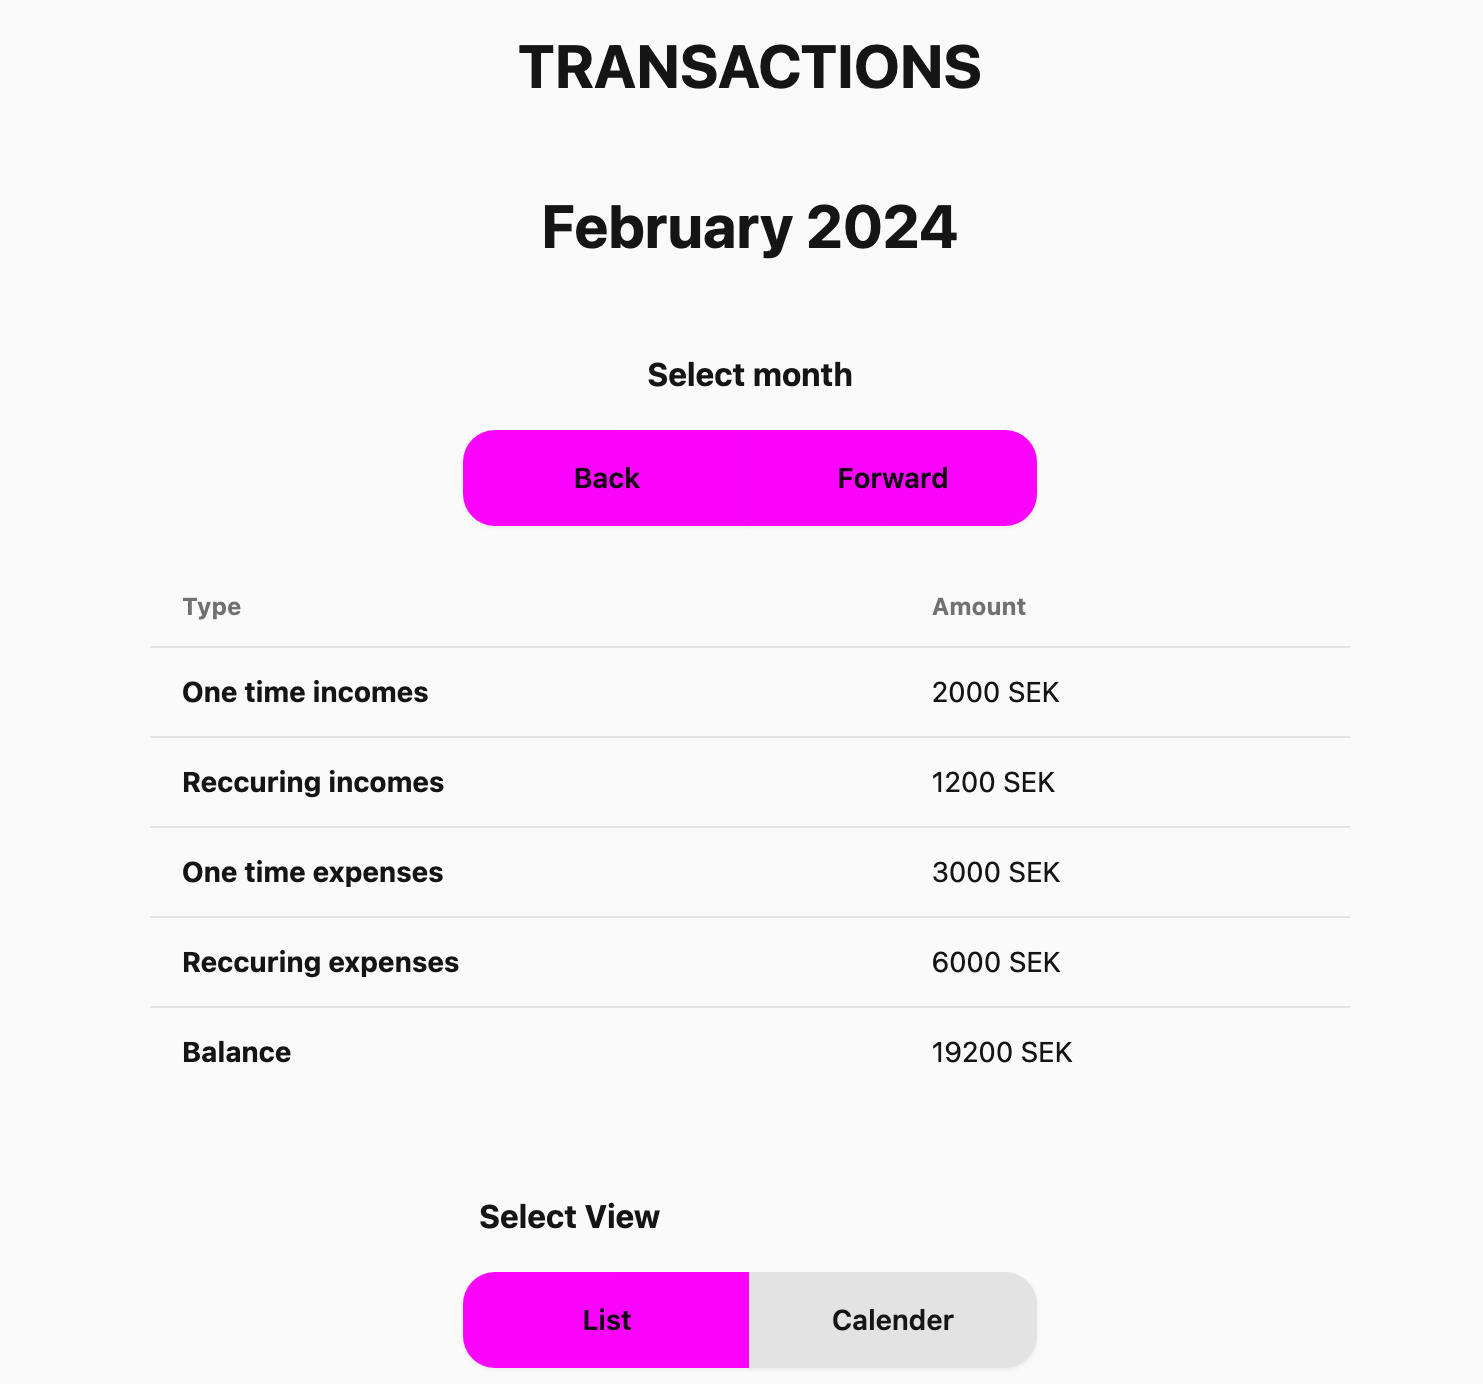 TRANSACTIONS
February 2024
Select month
Back Forward
Type Amount
One time incomes 2000 SEK
Reccuring incomes 1200 SEK
One time expenses 3000 SEK
Reccuring expenses 6000 SEK
Balance 19200 SEK
Select View
List Calender